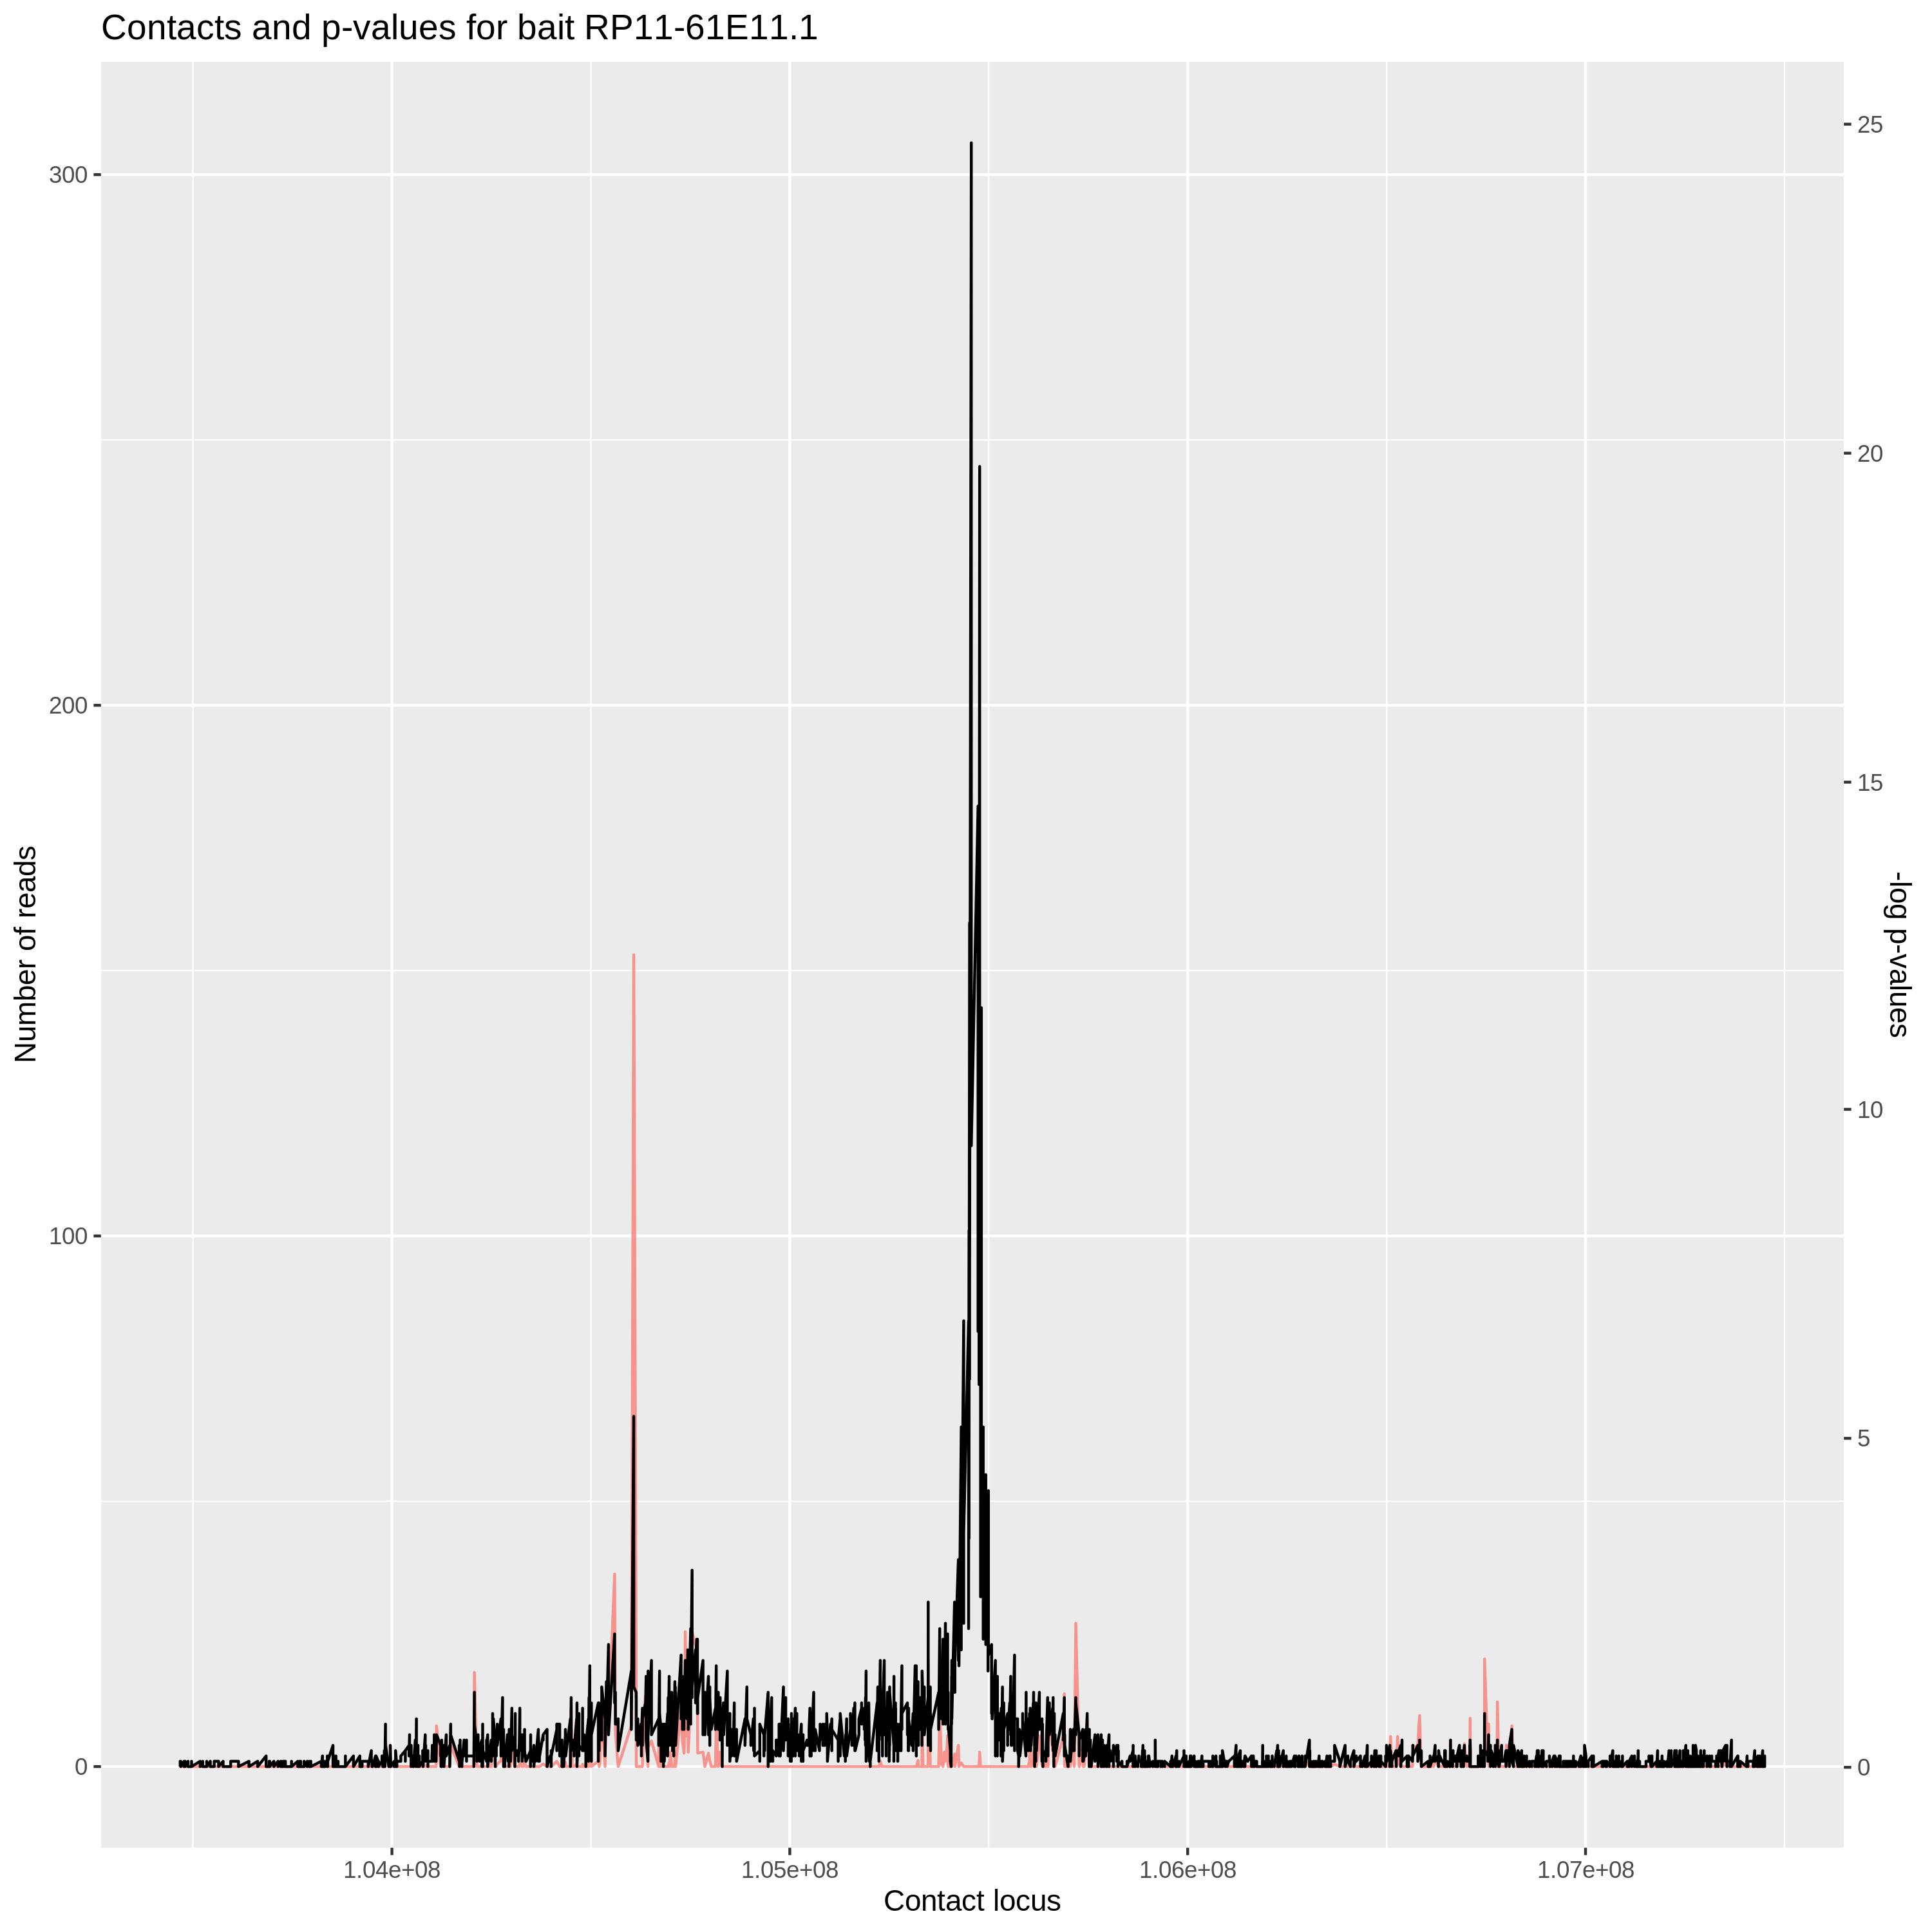 Contacts and p-values for bait RP11-61E11.1
300
200
100
0
Number of reads
25
20
15
10
5
0
-log p-values
1.04e+08
1.05e+08
1.06e+08
1.07e+08
Contact locus